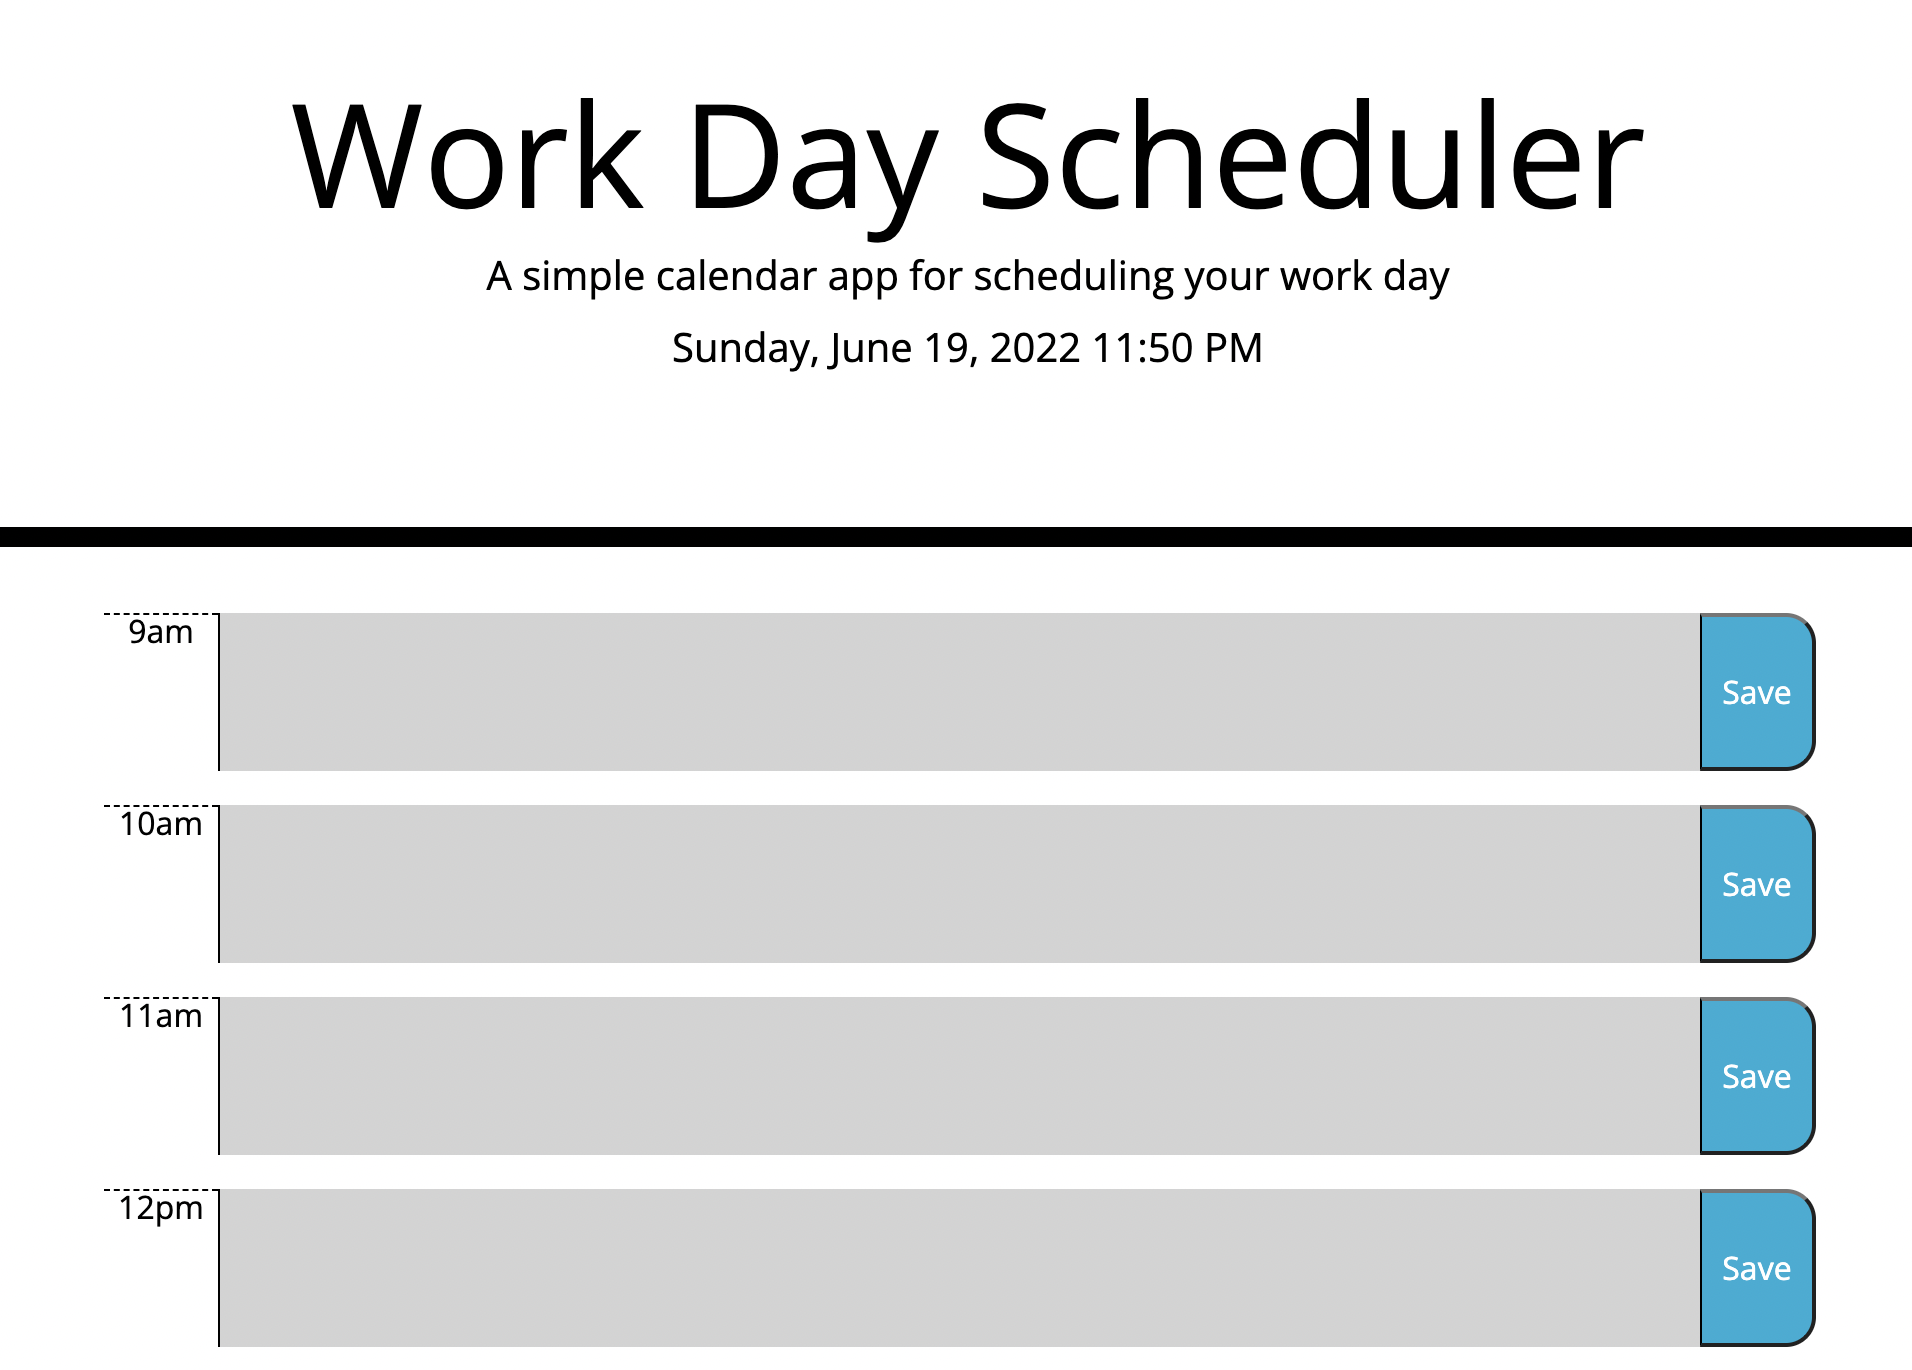 Work Day Scheduler
A simple calendar app for scheduling your work day
Sunday, June 19, 2022 11:50 PM
9am
Save
10am
Save
11am
Save
12pm
Save